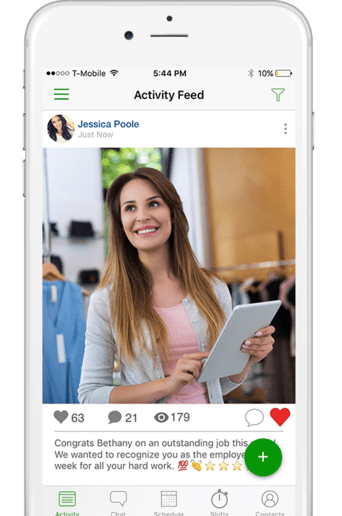 T-Mobile 5:44 PM 10%
Activity Feed
Jessica Poole
Just Now
63 21 179
Congrats Bethany on an outstanding job this
We wanted to recognize you as the employe
week for all your hard work. 💯👏⭐⭐⭐
Activity Chat Schedule Shifts Contacts